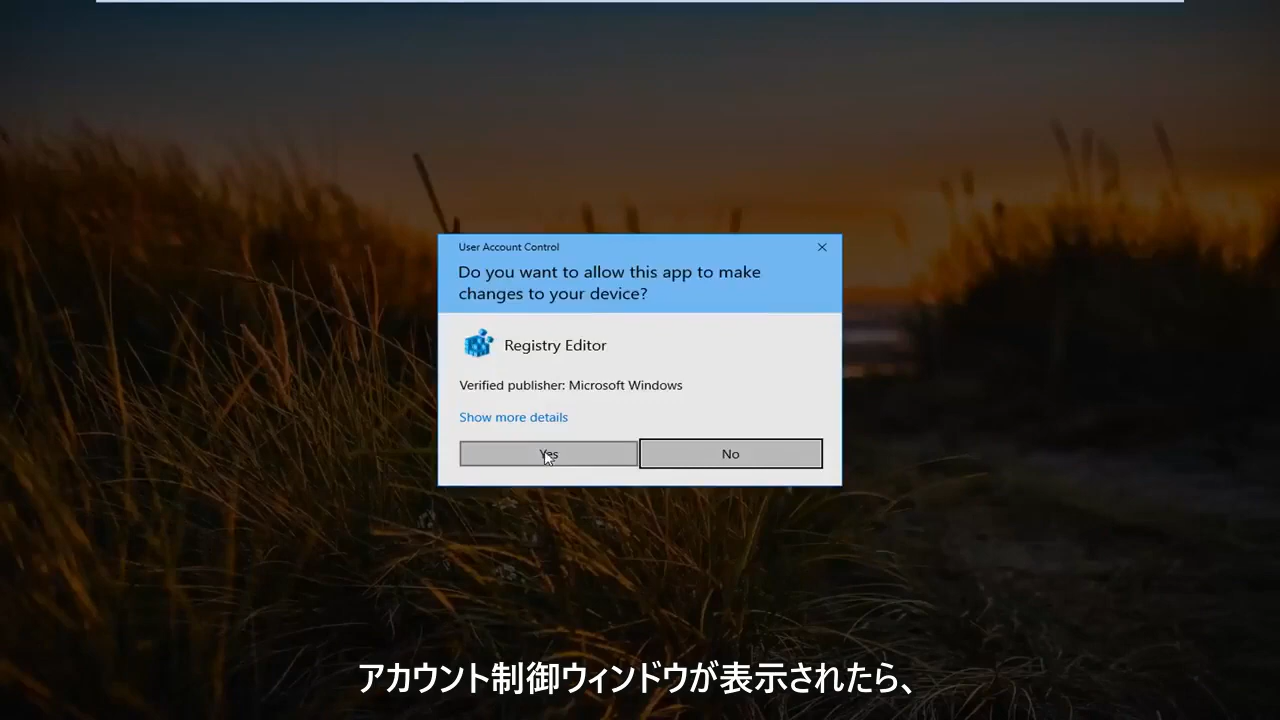 User Account Control
Do you want to allow this app to make
changes to your device?
Registry Editor
Verified publisher: Microsoft Windows
Show more details
Yes
No
アカウント制御ウィンドウが表示されたら、